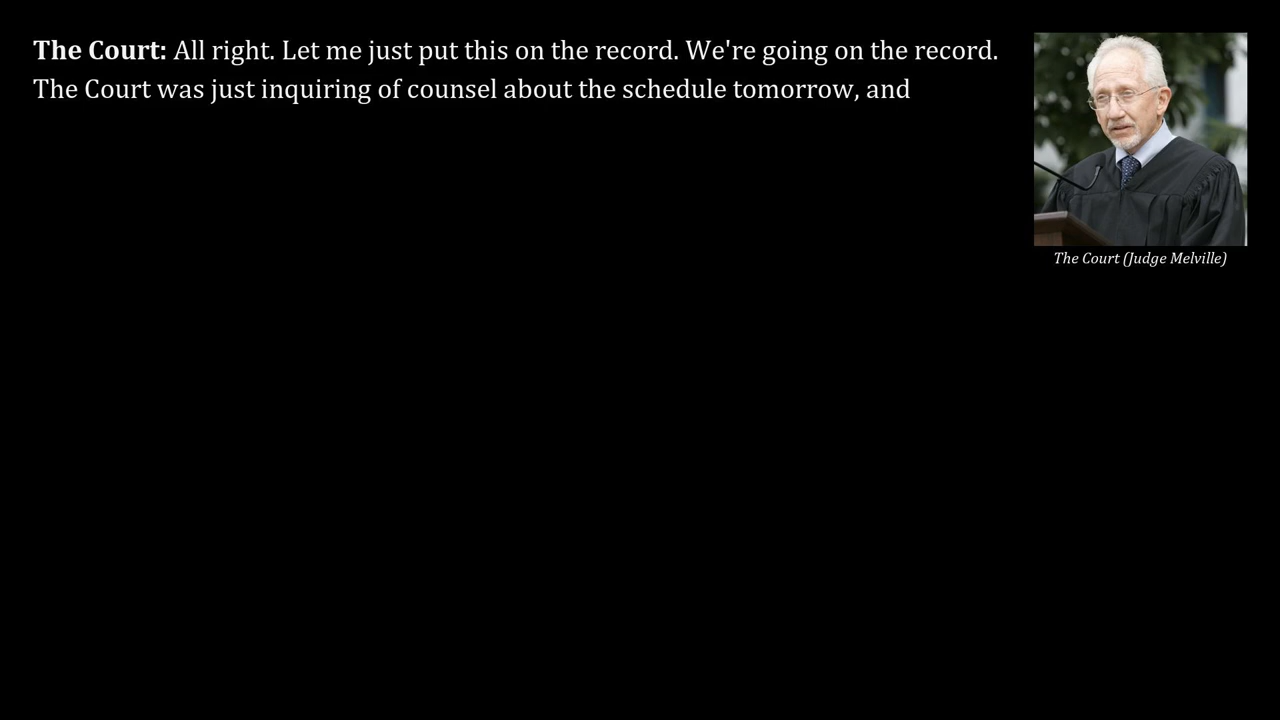 The Court: All right. Let me just put this on the record. We're going on the record.
The Court was just inquiring of counsel about the schedule tomorrow, and
The Court (Judge Melville)